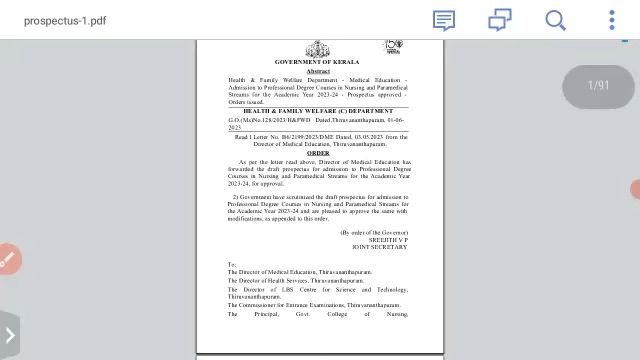 prospectus-1.pdf
1/91
GOVERNMENT OF KERALA
Abstract
Health & Family Welfare Department - Medical Education -
Admission to Professional Degree Courses in Nursing and Paramedical
Streams for the Academic Year 2023-24 - Prospectus approved -
Orders issued.
HEALTH & FAMILY WELFARE (C) DEPARTMENT
G.O.(Ms)No.128/2023/H&FWD Dated,Thiruvananthapuram, 01-06-
2023
Read 1 Letter No. B6/2199/2023/DME Dated, 03.05.2023 from the
Director of Medical Education, Thiruvananthapuram.
ORDER
As per the letter read above, Director of Medical Education has
forwarded the draft prospectus for admission to Professional Degree
Courses in Nursing and Paramedical Streams for the Academic Year
2023-24, for approval.
2) Government have scrutinized the draft prospectus for admission to
Professional Degree Courses in Nursing and Paramedical Streams for
the Academic Year 2023-24 and are pleased to approve the same with
modifications, as appended to this order.
(By order of the Governor)
SREEJITH V P
JOINT SECRETARY
To:
The Director of Medical Education, Thiruvananthapuram.
The Director of Health Services, Thiruvananthapuram.
The Director of LBS Centre for Science and Technology,
Thiruvananthapuram.
The Commissioner for Entrance Examinations, Thiruvananthapuram.
The Principal, Govt. College of Nursing,